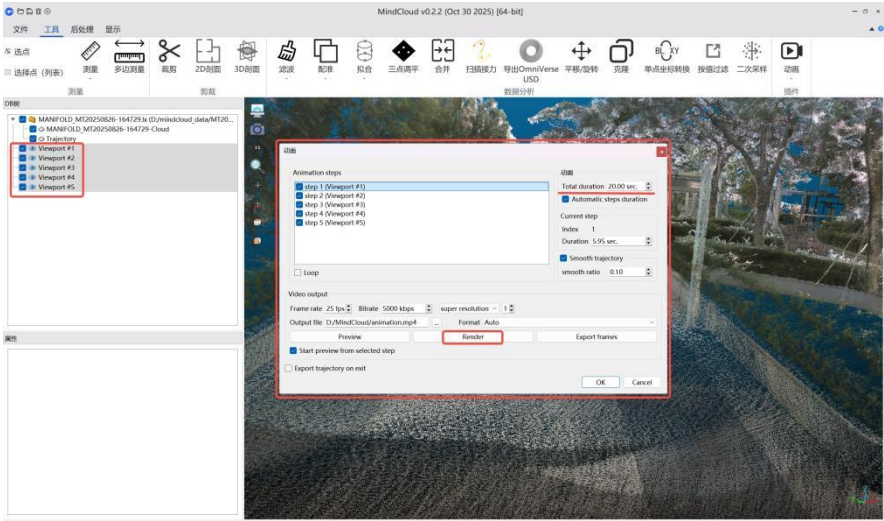 MindCloud v0.2.2 (Oct 30 2025) [64-bit]
文件 工具 后处理 显示
选点
选择点（列表）
测量 多边测量 裁剪 2D剖面 3D剖面 滤波 配准 拟合 三点调平 合并 扫描接力 导出OmniVerse USD 平移/旋转 克隆 单点坐标转换 按值过滤 二次采样 动画
测量 剪裁 数据分析 插件
DB树
MANIFOLD_MT20250826-164729.lx (D:/mindcloud_data/MT20...
MANIFOLD_MT20250826-164729-Cloud
Trajectory
Viewport #1
Viewport #2
Viewport #3
Viewport #4
Viewport #5
属性
动画
Animation steps
step 1 (Viewport #1)
step 2 (Viewport #2)
step 3 (Viewport #3)
step 4 (Viewport #4)
step 5 (Viewport #5)
Loop
动画
Total duration 20.00 sec.
Automatic steps duration
Current step
Index 1
Duration 5.95 sec.
Smooth trajectory
smooth ratio 0.10
Video output
Frame rate 25 fps Bitrate 5000 kbps super resolution 1
Output file D:/MindCloud/animation.mp4 ... Format Auto
Preview Render Export frames
Start preview from selected step
Export trajectory on exit
OK Cancel